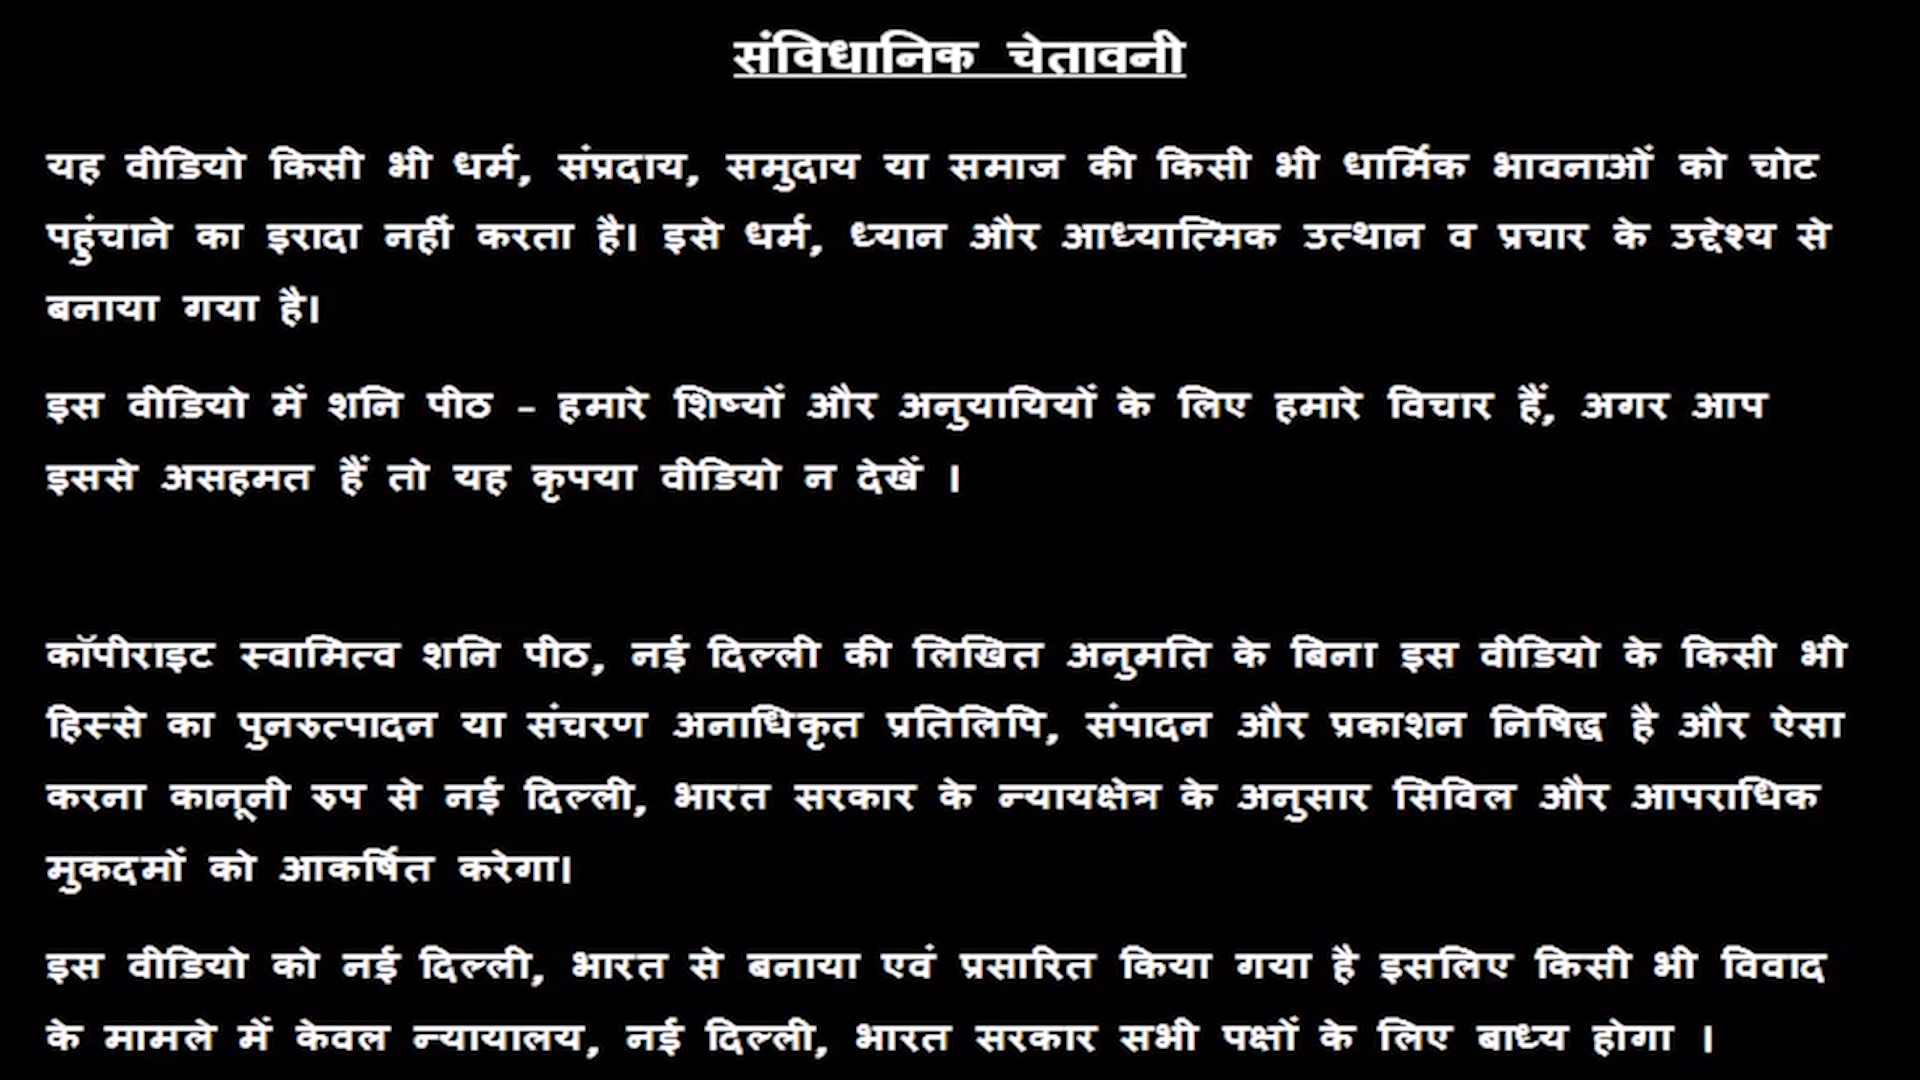 संविधानिक चेतावनी
यह वीडियो किसी भी धर्म, संप्रदाय, समुदाय या समाज की किसी भी धार्मिक भावनाओं को चोट
पहुंचाने का इरादा नहीं करता है। इसे धर्म, ध्यान और आध्यात्मिक उत्थान व प्रचार के उद्देश्य से
बनाया गया है।
इस वीडियो में शनि पीठ – हमारे शिष्यों और अनुयायियों के लिए हमारे विचार हैं, अगर आप
इससे असहमत हैं तो यह कृपया वीडियो न देखें ।
कॉपीराइट स्वामित्व शनि पीठ, नई दिल्ली की लिखित अनुमति के बिना इस वीडियो के किसी भी
हिस्से का पुनरुत्पादन या संचरण अनाधिकृत प्रतिलिपि, संपादन और प्रकाशन निषिद्ध है और ऐसा
करना कानूनी रुप से नई दिल्ली, भारत सरकार के न्यायक्षेत्र के अनुसार सिविल और आपराधिक
मुकदमों को आकर्षित करेगा।
इस वीडियो को नई दिल्ली, भारत से बनाया एवं प्रसारित किया गया है इसलिए किसी भी विवाद
के मामले में केवल न्यायालय, नई दिल्ली, भारत सरकार सभी पक्षों के लिए बाध्य होगा ।